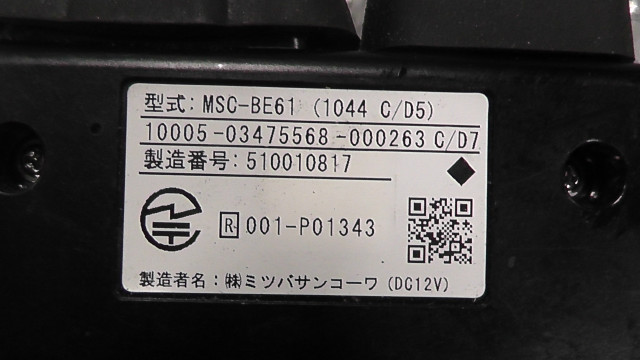 型式: MSC-BE61 (1044 C/D5)
10005-03475568-000263 C/D7
製造番号: 510010817
R 001-P01343
製造者名: ㈱ミツバサンコーワ (DC12V)